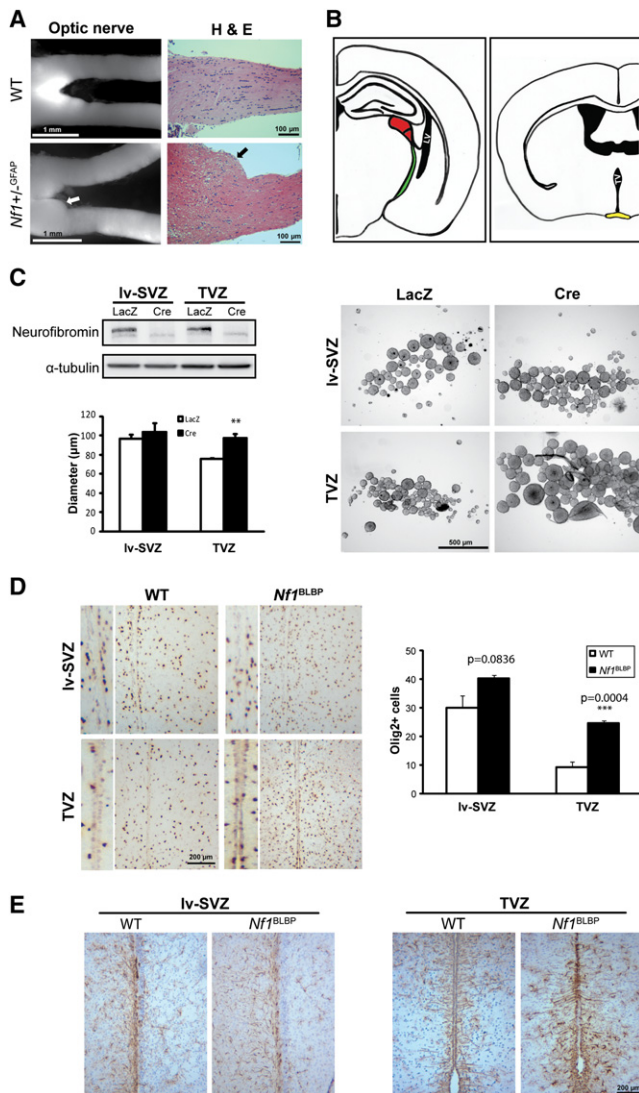 A
Optic nerve
H & E
WT
1 mm
100 µm
Nf1+/-GFAP
1 mm
100 µm
B
LV
TV
C
lv-SVZ TVZ
LacZ Cre LacZ Cre
Neurofibromin
α-tubulin
Diameter (µm)
120
100
80
60
40
20
0
LacZ
Cre
**
lv-SVZ
TVZ
LacZ
Cre
lv-SVZ
TVZ
500 µm
D
WT
Nf1BLBP
lv-SVZ
TVZ
200 µm
Olig2+ cells
60
50
40
30
20
10
0
WT
Nf1BLBP
p=0.0836
p=0.0004
***
lv-SVZ
TVZ
E
lv-SVZ
TVZ
WT
Nf1BLBP
WT
Nf1BLBP
200 µm